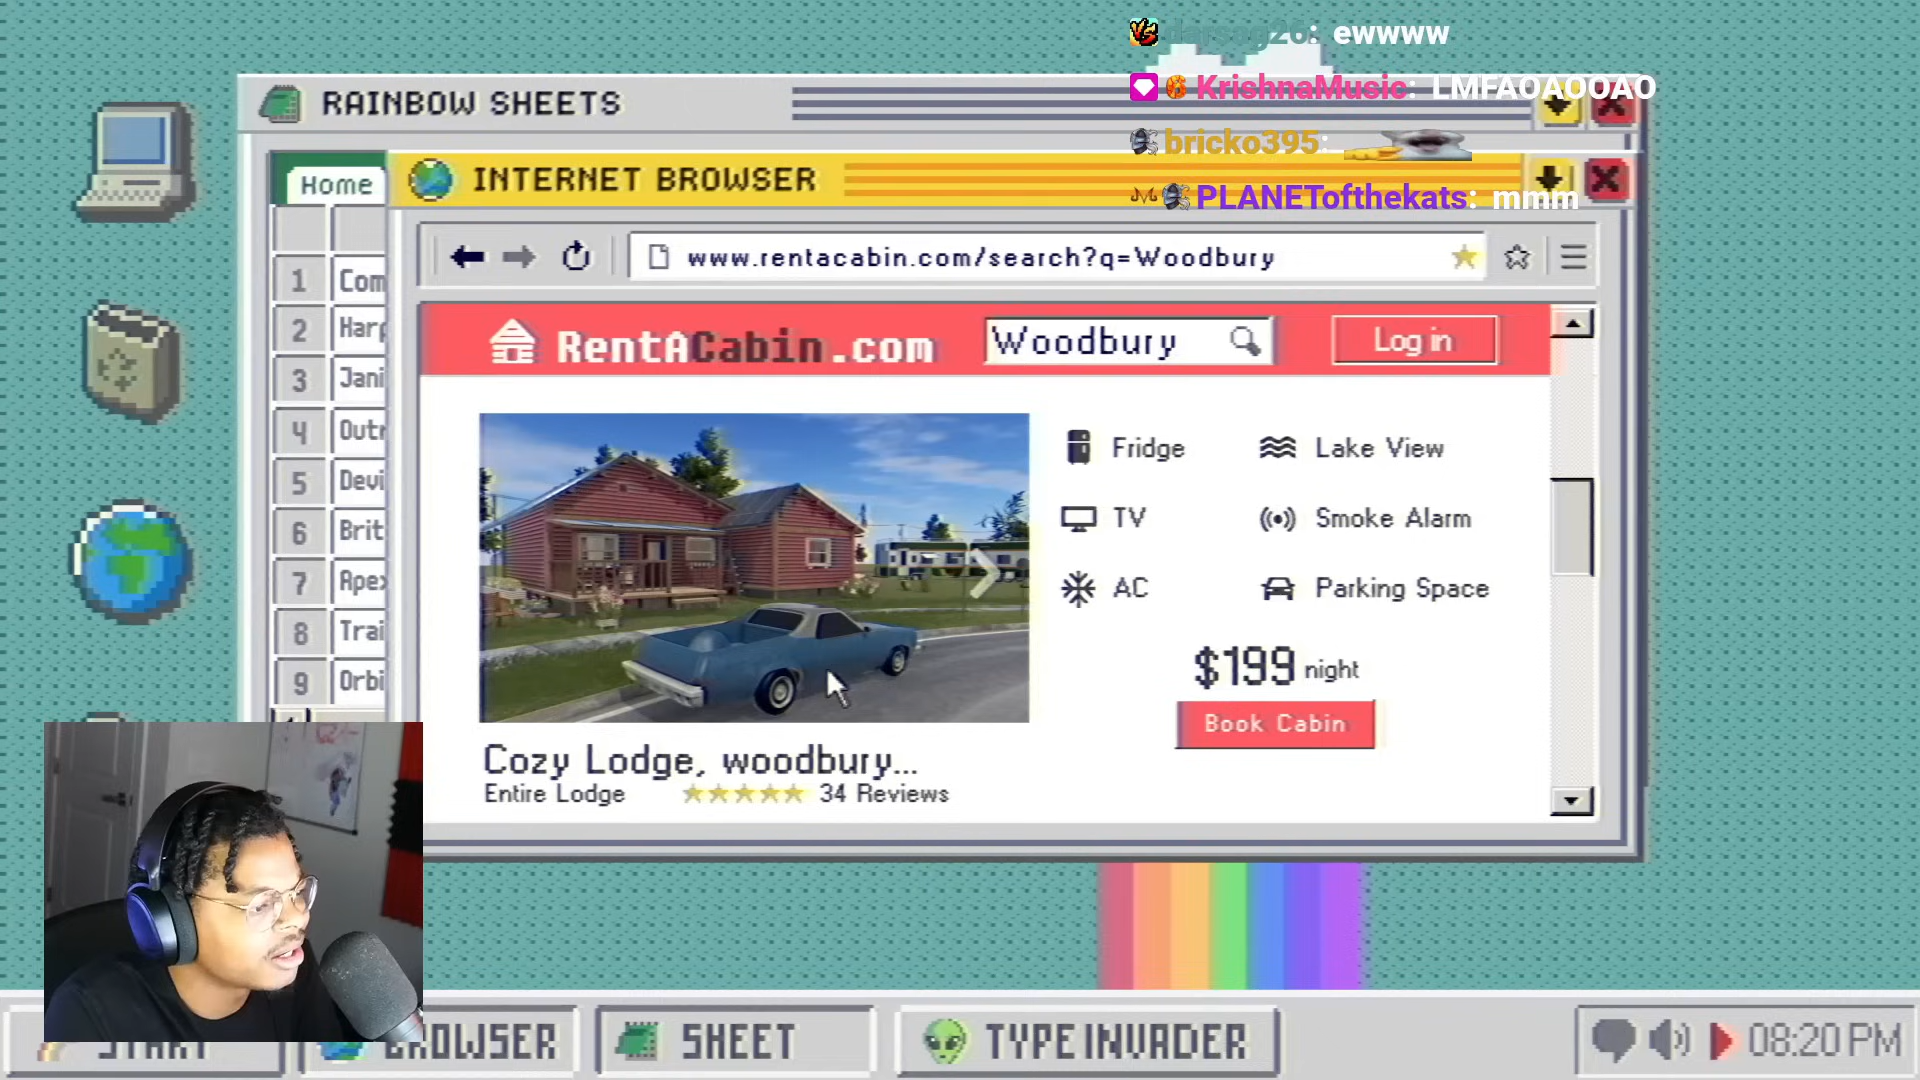 ewwww
KrishnaMusic: LMFAOAOOAO
bricko395:
PLANETofthekats: mmm
RAINBOW SHEETS
INTERNET BROWSER
Home
www.rentacabin.com/search?q=Woodbury
RentACabin.com
Woodbury
Log in
1 Com
2 Harp
3 Jani
4 Outr
5 Devi
6 Brit
7 Apex
8 Trai
9 Orbi
Fridge
Lake View
TV
Smoke Alarm
AC
Parking Space
$199 night
Book Cabin
Cozy Lodge, woodbury...
Entire Lodge
34 Reviews
START
BROWSER
SHEET
TYPE INVADER
08:20 PM